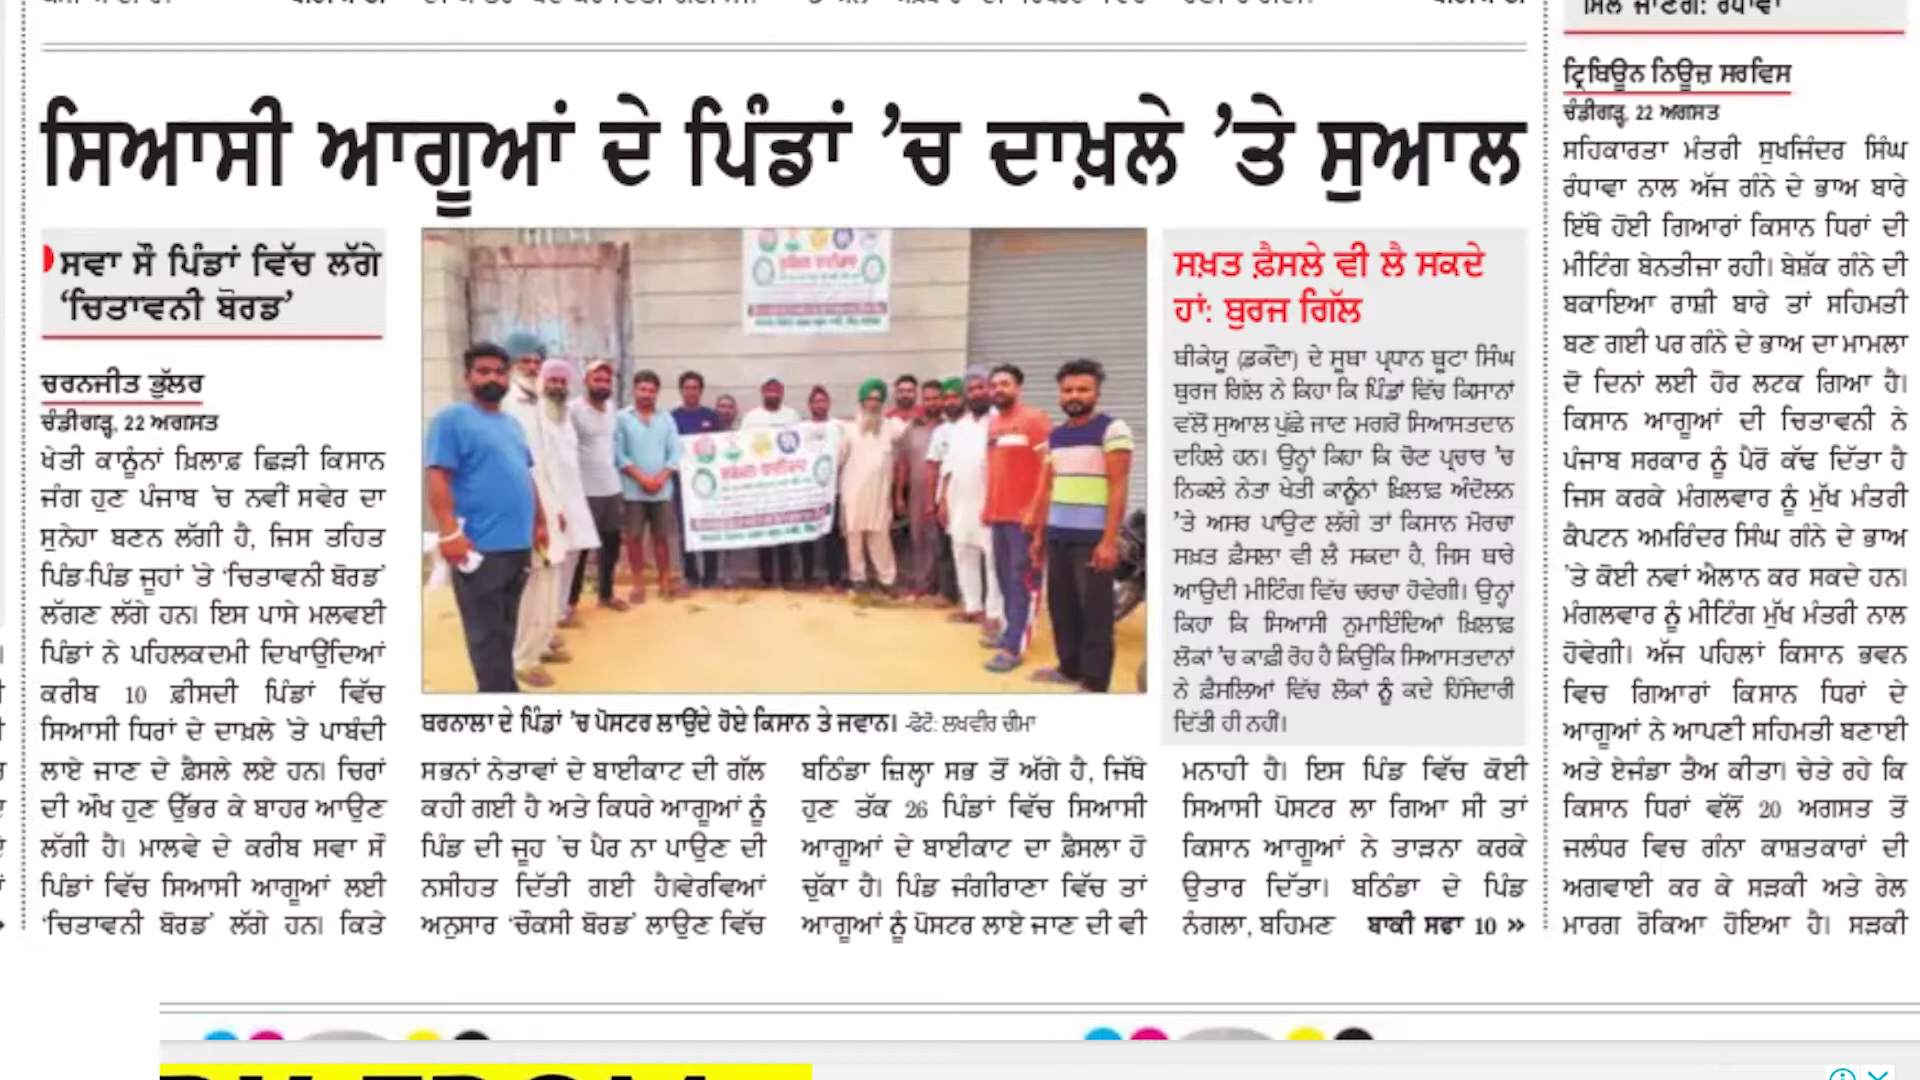 ਸਿਆਸੀ ਆਗੂਆਂ ਦੇ ਪਿੰਡਾਂ ’ਚ ਦਾਖ਼ਲੇ ’ਤੇ ਸੁਆਲ
ਸਵਾ ਸੌ ਪਿੰਡਾਂ ਵਿੱਚ ਲੱਗੇ
‘ਚਿਤਾਵਨੀ ਬੋਰਡ’
ਚਰਨਜੀਤ ਭੁੱਲਰ
ਚੰਡੀਗੜ੍ਹ, 22 ਅਗਸਤ
ਖੇਤੀ ਕਾਨੂੰਨਾਂ ਖ਼ਿਲਾਫ਼ ਛਿੜੀ ਕਿਸਾਨ
ਜੰਗ ਹੁਣ ਪੰਜਾਬ ’ਚ ਨਵੀਂ ਸਵੇਰ ਦਾ
ਸੁਨੇਹਾ ਬਣਨ ਲੱਗੀ ਹੈ, ਜਿਸ ਤਹਿਤ
ਪਿੰਡ-ਪਿੰਡ ਜੂਹਾਂ ’ਤੇ ‘ਚਿਤਾਵਨੀ ਬੋਰਡ’
ਲੱਗਣ ਲੱਗੇ ਹਨ। ਇਸ ਪਾਸੇ ਮਲਵਈ
ਪਿੰਡਾਂ ਨੇ ਪਹਿਲਕਦਮੀ ਦਿਖਾਉਂਦਿਆਂ
ਕਰੀਬ 10 ਫ਼ੀਸਦੀ ਪਿੰਡਾਂ ਵਿੱਚ
ਸਿਆਸੀ ਧਿਰਾਂ ਦੇ ਦਾਖ਼ਲੇ ’ਤੇ ਪਾਬੰਦੀ
ਲਾਏ ਜਾਣ ਦੇ ਫ਼ੈਸਲੇ ਲਏ ਹਨ। ਚਿਰਾਂ
ਦੀ ਔਖ ਹੁਣ ਉੱਭਰ ਕੇ ਬਾਹਰ ਆਉਣ
ਲੱਗੀ ਹੈ। ਮਾਲਵੇ ਦੇ ਕਰੀਬ ਸਵਾ ਸੌ
ਪਿੰਡਾਂ ਵਿੱਚ ਸਿਆਸੀ ਆਗੂਆਂ ਲਈ
‘ਚਿਤਾਵਨੀ ਬੋਰਡ’ ਲੱਗੇ ਹਨ। ਕਿਤੇ
ਬਰਨਾਲਾ ਦੇ ਪਿੰਡਾਂ ’ਚ ਪੋਸਟਰ ਲਾਉਂਦੇ ਹੋਏ ਕਿਸਾਨ ਤੇ ਜਵਾਨ। -ਫੋਟੋ: ਲਖਵੀਰ ਚੀਮਾ
ਸਭਨਾਂ ਨੇਤਾਵਾਂ ਦੇ ਬਾਈਕਾਟ ਦੀ ਗੱਲ
ਕਹੀ ਗਈ ਹੈ ਅਤੇ ਕਿਧਰੇ ਆਗੂਆਂ ਨੂੰ
ਪਿੰਡ ਦੀ ਜੂਹ ’ਚ ਪੈਰ ਨਾ ਪਾਉਣ ਦੀ
ਨਸੀਹਤ ਦਿੱਤੀ ਗਈ ਹੈ।ਵੇਰਵਿਆਂ
ਅਨੁਸਾਰ ‘ਚੌਕਸੀ ਬੋਰਡ’ ਲਾਉਣ ਵਿੱਚ
ਬਠਿੰਡਾ ਜ਼ਿਲ੍ਹਾ ਸਭ ਤੋਂ ਅੱਗੇ ਹੈ, ਜਿੱਥੇ
ਹੁਣ ਤੱਕ 26 ਪਿੰਡਾਂ ਵਿੱਚ ਸਿਆਸੀ
ਆਗੂਆਂ ਦੇ ਬਾਈਕਾਟ ਦਾ ਫ਼ੈਸਲਾ ਹੋ
ਚੁੱਕਾ ਹੈ। ਪਿੰਡ ਜੰਗੀਰਾਣਾ ਵਿੱਚ ਤਾਂ
ਆਗੂਆਂ ਨੂੰ ਪੋਸਟਰ ਲਾਏ ਜਾਣ ਦੀ ਵੀ
ਸਖ਼ਤ ਫ਼ੈਸਲੇ ਵੀ ਲੈ ਸਕਦੇ
ਹਾਂ: ਬੁਰਜ ਗਿੱਲ
ਬੀਕੇਯੂ (ਡਕੌਂਦਾ) ਦੇ ਸੂਬਾ ਪ੍ਰਧਾਨ ਬੂਟਾ ਸਿੰਘ
ਬੁਰਜ ਗਿੱਲ ਨੇ ਕਿਹਾ ਕਿ ਪਿੰਡਾਂ ਵਿੱਚ ਕਿਸਾਨਾਂ
ਵੱਲੋਂ ਸੁਆਲ ਪੁੱਛੇ ਜਾਣ ਮਗਰੋਂ ਸਿਆਸਤਦਾਨ
ਦਹਿਲੇ ਹਨ। ਉਨ੍ਹਾਂ ਕਿਹਾ ਕਿ ਚੋਣ ਪ੍ਰਚਾਰ ’ਚ
ਨਿਕਲੇ ਨੇਤਾ ਖੇਤੀ ਕਾਨੂੰਨਾਂ ਖ਼ਿਲਾਫ਼ ਅੰਦੋਲਨ
’ਤੇ ਅਸਰ ਪਾਉਣ ਲੱਗੇ ਤਾਂ ਕਿਸਾਨ ਮੋਰਚਾ
ਸਖ਼ਤ ਫ਼ੈਸਲਾ ਵੀ ਲੈ ਸਕਦਾ ਹੈ, ਜਿਸ ਬਾਰੇ
ਆਉਂਦੀ ਮੀਟਿੰਗ ਵਿੱਚ ਚਰਚਾ ਹੋਵੇਗੀ। ਉਨ੍ਹਾਂ
ਕਿਹਾ ਕਿ ਸਿਆਸੀ ਨੁਮਾਇੰਦਿਆਂ ਖ਼ਿਲਾਫ਼
ਲੋਕਾਂ ’ਚ ਕਾਫ਼ੀ ਰੋਹ ਹੈ ਕਿਉਂਕਿ ਸਿਆਸਤਦਾਨਾਂ
ਨੇ ਫ਼ੈਸਲਿਆਂ ਵਿੱਚ ਲੋਕਾਂ ਨੂੰ ਕਦੇ ਹਿੱਸੇਦਾਰੀ
ਦਿੱਤੀ ਹੀ ਨਹੀਂ।
ਮਨਾਹੀ ਹੈ। ਇਸ ਪਿੰਡ ਵਿੱਚ ਕੋਈ
ਸਿਆਸੀ ਪੋਸਟਰ ਲਾ ਗਿਆ ਸੀ ਤਾਂ
ਕਿਸਾਨ ਆਗੂਆਂ ਨੇ ਤਾੜਨਾ ਕਰਕੇ
ਉਤਾਰ ਦਿੱਤਾ। ਬਠਿੰਡਾ ਦੇ ਪਿੰਡ
ਨੰਗਲਾ, ਬਹਿਮਣ ਬਾਕੀ ਸਫਾ 10 »
ਮਿਲ ਜਾਣਗੇ: ਰੰਧਾਵਾ
ਟ੍ਰਿਬਿਊਨ ਨਿਊਜ਼ ਸਰਵਿਸ
ਚੰਡੀਗੜ੍ਹ, 22 ਅਗਸਤ
ਸਹਿਕਾਰਤਾ ਮੰਤਰੀ ਸੁਖਜਿੰਦਰ ਸਿੰਘ
ਰੰਧਾਵਾ ਨਾਲ ਅੱਜ ਗੰਨੇ ਦੇ ਭਾਅ ਬਾਰੇ
ਇੱਥੇ ਹੋਈ ਗਿਆਰਾਂ ਕਿਸਾਨ ਧਿਰਾਂ ਦੀ
ਮੀਟਿੰਗ ਬੇਨਤੀਜਾ ਰਹੀ। ਬੇਸ਼ੱਕ ਗੰਨੇ ਦੀ
ਬਕਾਇਆ ਰਾਸ਼ੀ ਬਾਰੇ ਤਾਂ ਸਹਿਮਤੀ
ਬਣ ਗਈ ਪਰ ਗੰਨੇ ਦੇ ਭਾਅ ਦਾ ਮਾਮਲਾ
ਦੋ ਦਿਨਾਂ ਲਈ ਹੋਰ ਲਟਕ ਗਿਆ ਹੈ।
ਕਿਸਾਨ ਆਗੂਆਂ ਦੀ ਚਿਤਾਵਨੀ ਨੇ
ਪੰਜਾਬ ਸਰਕਾਰ ਨੂੰ ਪੈਰੋਂ ਕੱਢ ਦਿੱਤਾ ਹੈ
ਜਿਸ ਕਰਕੇ ਮੰਗਲਵਾਰ ਨੂੰ ਮੁੱਖ ਮੰਤਰੀ
ਕੈਪਟਨ ਅਮਰਿੰਦਰ ਸਿੰਘ ਗੰਨੇ ਦੇ ਭਾਅ
’ਤੇ ਕੋਈ ਨਵਾਂ ਐਲਾਨ ਕਰ ਸਕਦੇ ਹਨ।
ਮੰਗਲਵਾਰ ਨੂੰ ਮੀਟਿੰਗ ਮੁੱਖ ਮੰਤਰੀ ਨਾਲ
ਹੋਵੇਗੀ। ਅੱਜ ਪਹਿਲਾਂ ਕਿਸਾਨ ਭਵਨ
ਵਿਚ ਗਿਆਰਾਂ ਕਿਸਾਨ ਧਿਰਾਂ ਦੇ
ਆਗੂਆਂ ਨੇ ਆਪਣੀ ਸਹਿਮਤੀ ਬਣਾਈ
ਅਤੇ ਏਜੰਡਾ ਤੈਅ ਕੀਤਾ। ਚੇਤੇ ਰਹੇ ਕਿ
ਕਿਸਾਨ ਧਿਰਾਂ ਵੱਲੋਂ 20 ਅਗਸਤ ਤੋਂ
ਜਲੰਧਰ ਵਿਚ ਗੰਨਾ ਕਾਸ਼ਤਕਾਰਾਂ ਦੀ
ਅਗਵਾਈ ਕਰ ਕੇ ਸੜਕੀ ਅਤੇ ਰੇਲ
ਮਾਰਗ ਰੋਕਿਆ ਹੋਇਆ ਹੈ। ਸੜਕੀ